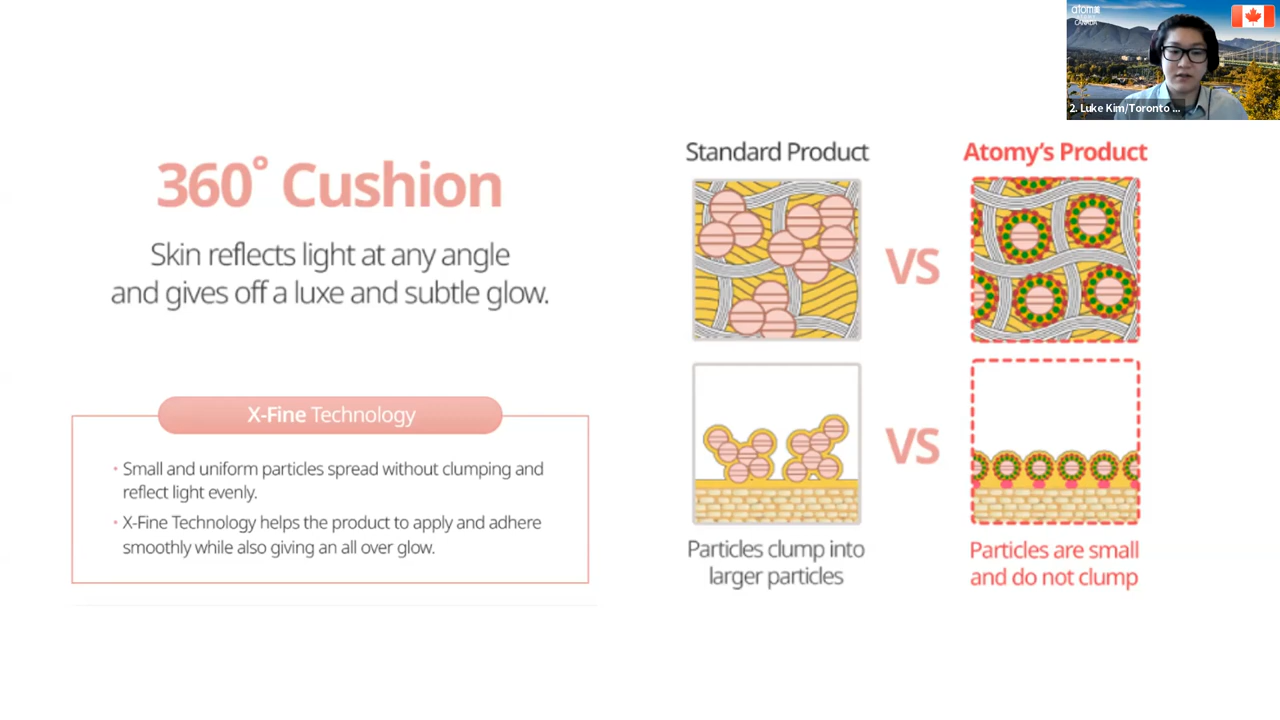 atom
CANADA
2. Luke Kim/Toronto ...
360° Cushion
Skin reflects light at any angle
and gives off a luxe and subtle glow.
X-Fine Technology
• Small and uniform particles spread without clumping and
reflect light evenly.
• X-Fine Technology helps the product to apply and adhere
smoothly while also giving an all over glow.
Standard Product
Atomy's Product
VS
VS
Particles clump into
larger particles
Particles are small
and do not clump